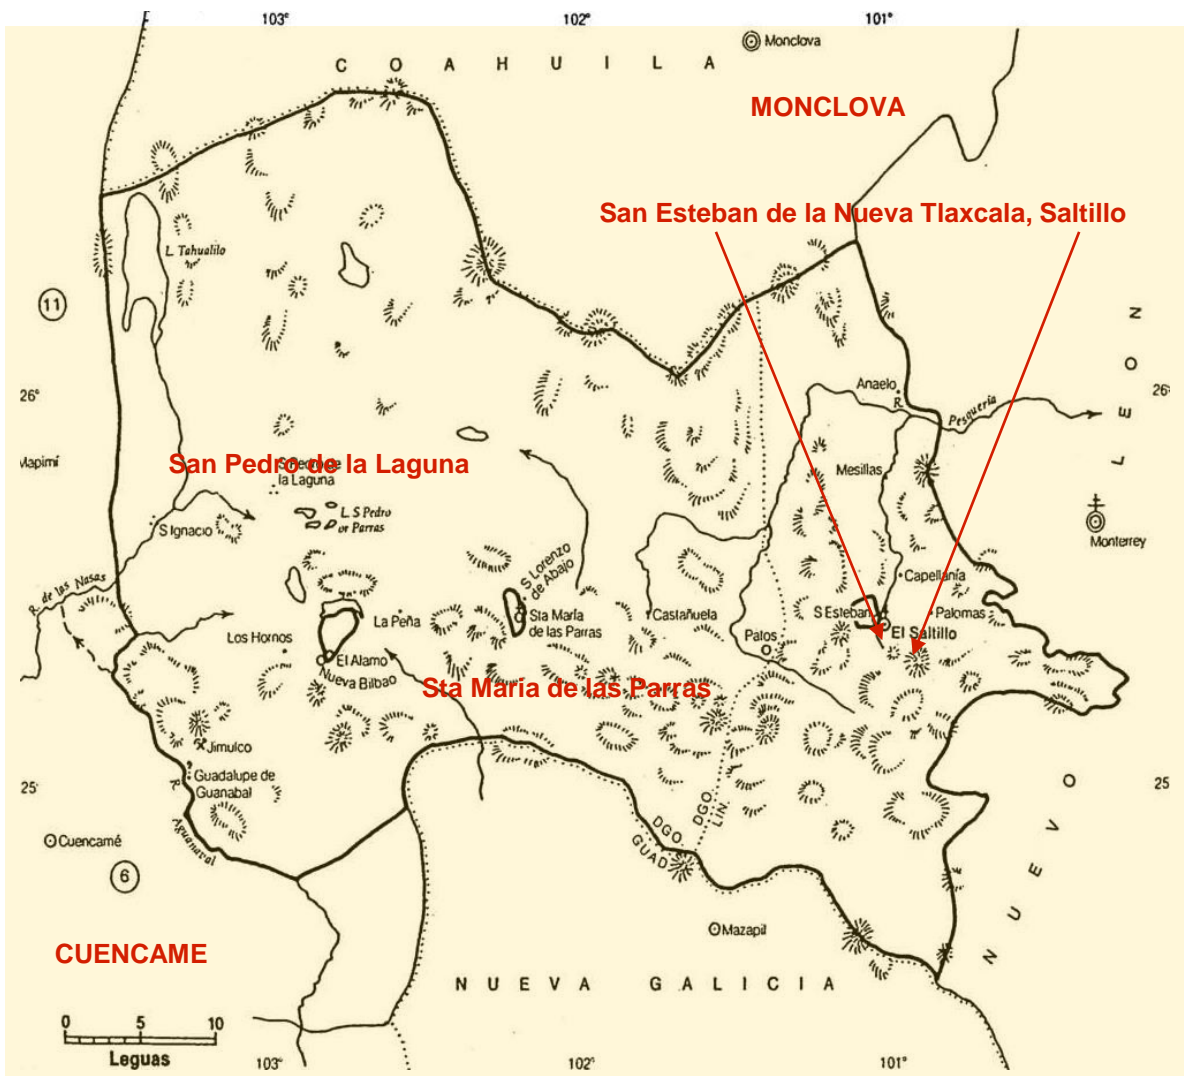 103°
102°
101°
Monclova
C O A H U I L A
MONCLOVA
San Esteban de la Nueva Tlaxcala, Saltillo
L. Tahualilo
11
26°
Anaelo
R.
Pesquería
26°
N U E V O L E O N
Mapimí
San Pedro de la Laguna
S Pedro de
la Laguna
Mesillas
L. S Pedro
or Parras
S Ignacio
Monterrey
R. de las Nasas
S Lorenzo
de Abajo
Capellanía
La Peña
Sta María
de las Parras
Castañuela
S Esteban
Palomas
Los Hornos
El Saltillo
Palos
El Alamo
Nueva Bilbao
Sta Maria de las Parras
Jimulco
Guadalupe de
Guanabal
25°
25
R. Aguanaval
DGO.
LIN.
DGO.
GUAD
Cuencamé
6
Mazapil
CUENCAME
N U E V A G A L I C I A
0 5 10
Leguas
103°
102°
101°